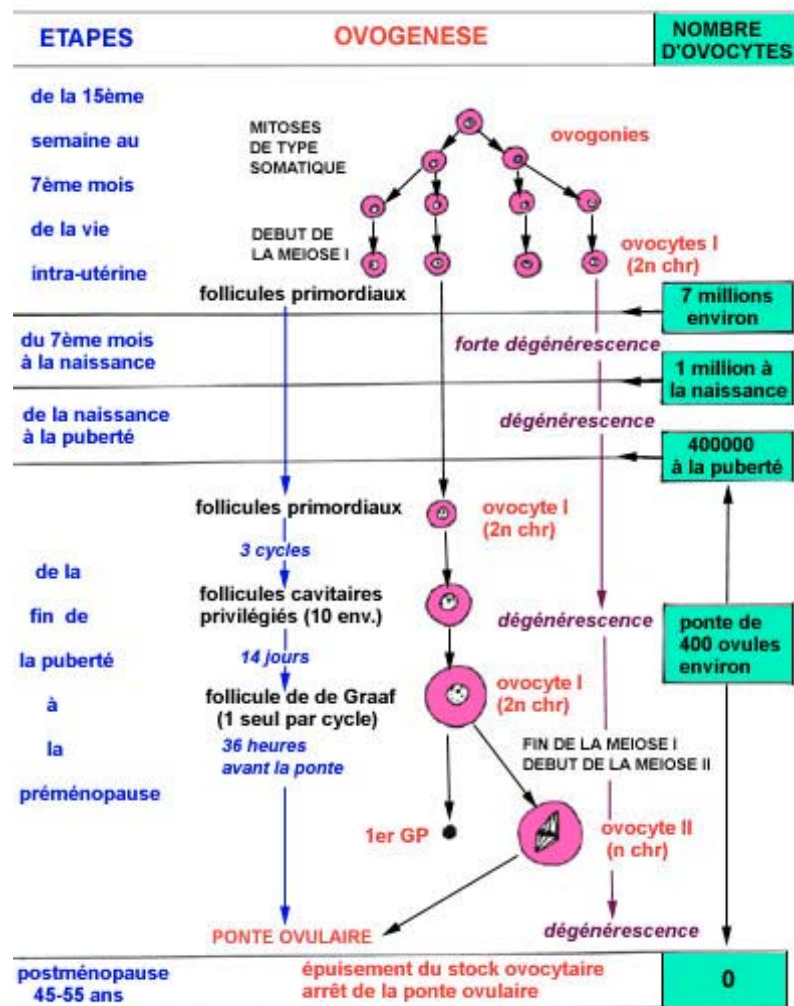 ETAPES
OVOGENESE
NOMBRE
D'OVOCYTES
de la 15ème
semaine au
7ème mois
de la vie
intra-utérine
MITOSES
DE TYPE
SOMATIQUE
ovogonies
DEBUT DE
LA MEIOSE I
ovocytes I
(2n chr)
follicules primordiaux
7 millions
environ
du 7ème mois
à la naissance
forte dégénérescence
1 million à
la naissance
de la naissance
à la puberté
dégénérescence
400000
à la puberté
follicules primordiaux
ovocyte I
(2n chr)
3 cycles
de la
fin de
la puberté
à
la
préménopause
follicules cavitaires
privilégiés (10 env.)
dégénérescence
ponte de
400 ovules
environ
14 jours
follicule de de Graaf
(1 seul par cycle)
ovocyte I
(2n chr)
36 heures
avant la ponte
FIN DE LA MEIOSE I
DEBUT DE LA MEIOSE II
1er GP
ovocyte II
(n chr)
PONTE OVULAIRE
dégénérescence
postménopause
45-55 ans
épuisement du stock ovocytaire
arrêt de la ponte ovulaire
0